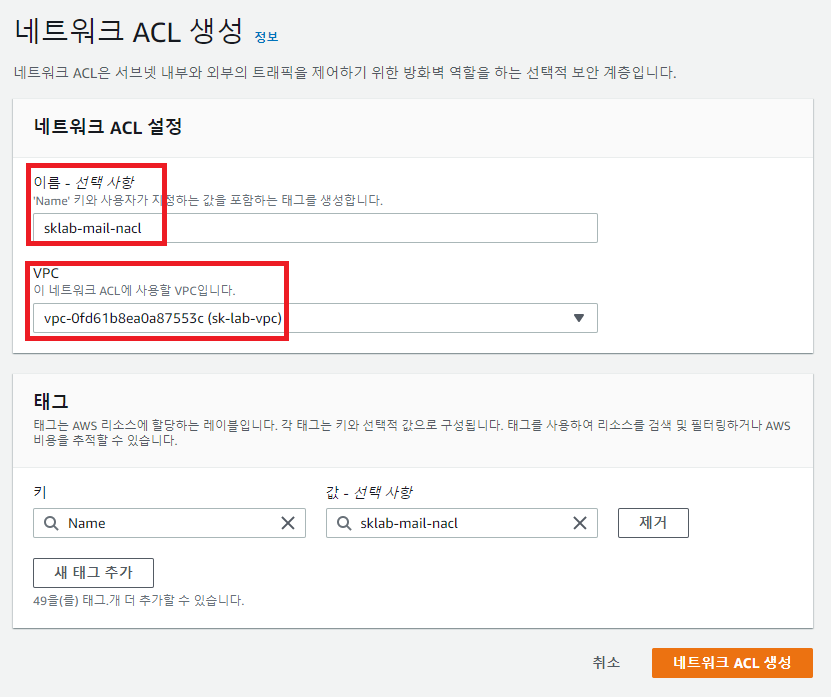 네트워크 ACL 생성 정보
네트워크 ACL은 서브넷 내부와 외부의 트래픽을 제어하기 위한 방화벽 역할을 하는 선택적 보안 계층입니다.
네트워크 ACL 설정
이름 - 선택 사항
'Name' 키와 사용자가 지정하는 값을 포함하는 태그를 생성합니다.
sklab-mail-nacl
VPC
이 네트워크 ACL에 사용할 VPC입니다.
vpc-0fd61b8ea0a87553c (sk-lab-vpc)
태그
태그는 AWS 리소스에 할당하는 레이블입니다. 각 태그는 키와 선택적 값으로 구성됩니다. 태그를 사용하여 리소스를 검색 및 필터링하거나 AWS
비용을 추적할 수 있습니다.
키 값 - 선택 사항
Name sklab-mail-nacl 제거
새 태그 추가
49을(를) 태그.개 더 추가할 수 있습니다.
취소 네트워크 ACL 생성